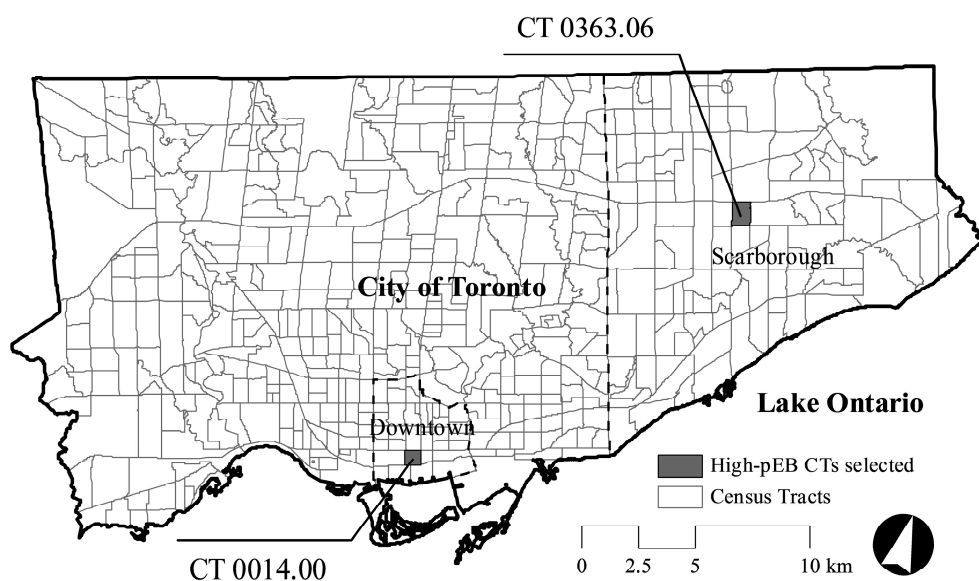 CT 0363.06
Scarborough
City of Toronto
Lake Ontario
Downtown
High-pEB CTs selected
Census Tracts
0 2.5 5 10 km
CT 0014.00